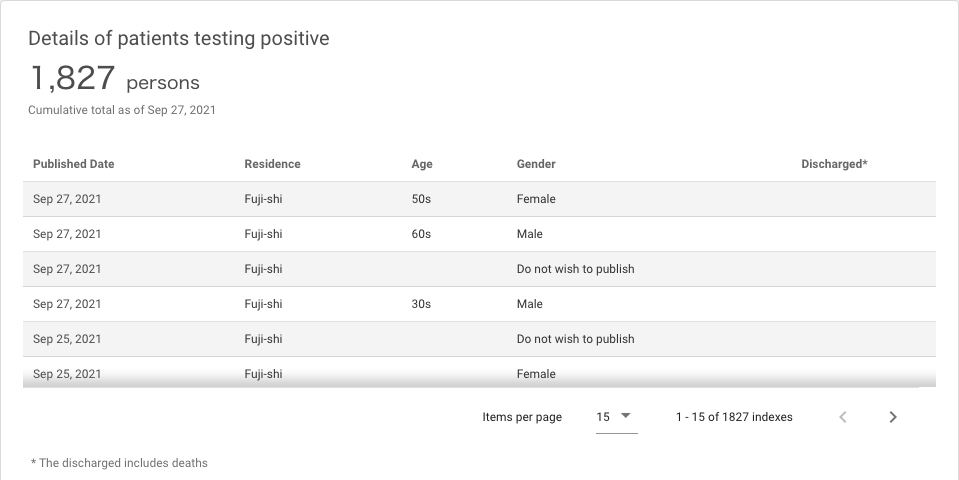 Details of patients testing positive
1,827 persons
Cumulative total as of Sep 27, 2021
Published Date Residence Age Gender Discharged*
Sep 27, 2021 Fuji-shi 50s Female
Sep 27, 2021 Fuji-shi 60s Male
Sep 27, 2021 Fuji-shi Do not wish to publish
Sep 27, 2021 Fuji-shi 30s Male
Sep 25, 2021 Fuji-shi Do not wish to publish
Sep 25, 2021 Fuji-shi Female
Items per page 15 1 - 15 of 1827 indexes
* The discharged includes deaths